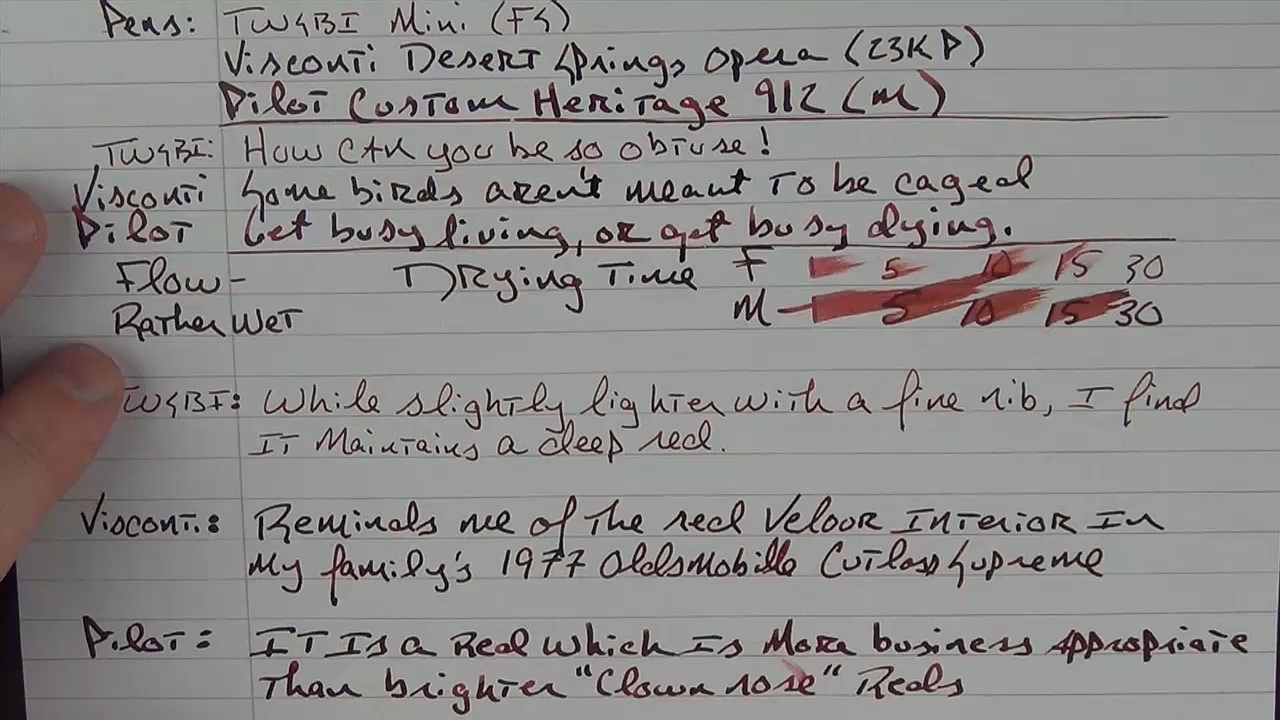 Pens: TWSBI Mini (FS)
Visconti Desert Springs Opera (23KP)
Pilot Custom Heritage 912 (M)
TWSBI: How can you be so obtuse!
Visconti Some birds aren't meant to be caged
Pilot Get busy living, or get busy dying.
Flow- Drying Time F 5 10 15 30
Rather Wet M 5 10 15 30
TWSBI: While slightly lighter with a fine nib, I find
It maintains a deep red.
Visconti: Reminds me of the red Velour Interior In
My family's 1977 Oldsmobille Cutlass Supreme
Pilot: It Is a Red which Is More business appropriate
Than brighter "Clown nose" Reds